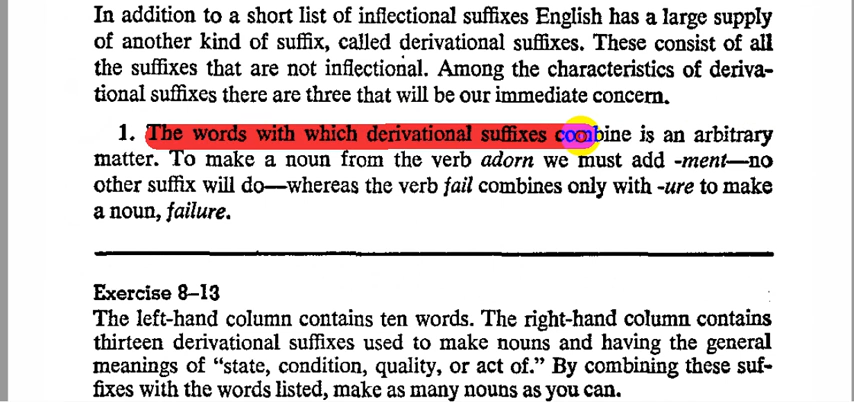 In addition to a short list of inflectional suffixes English has a large supply
of another kind of suffix, called derivational suffixes. These consist of all
the suffixes that are not inflectional. Among the characteristics of deriva-
tional suffixes there are three that will be our immediate concern.
1. The words with which derivational suffixes combine is an arbitrary
matter. To make a noun from the verb adorn we must add -ment—no
other suffix will do—whereas the verb fail combines only with -ure to make
a noun, failure.
Exercise 8–13
The left-hand column contains ten words. The right-hand column contains
thirteen derivational suffixes used to make nouns and having the general
meanings of “state, condition, quality, or act of.” By combining these suf-
fixes with the words listed, make as many nouns as you can.